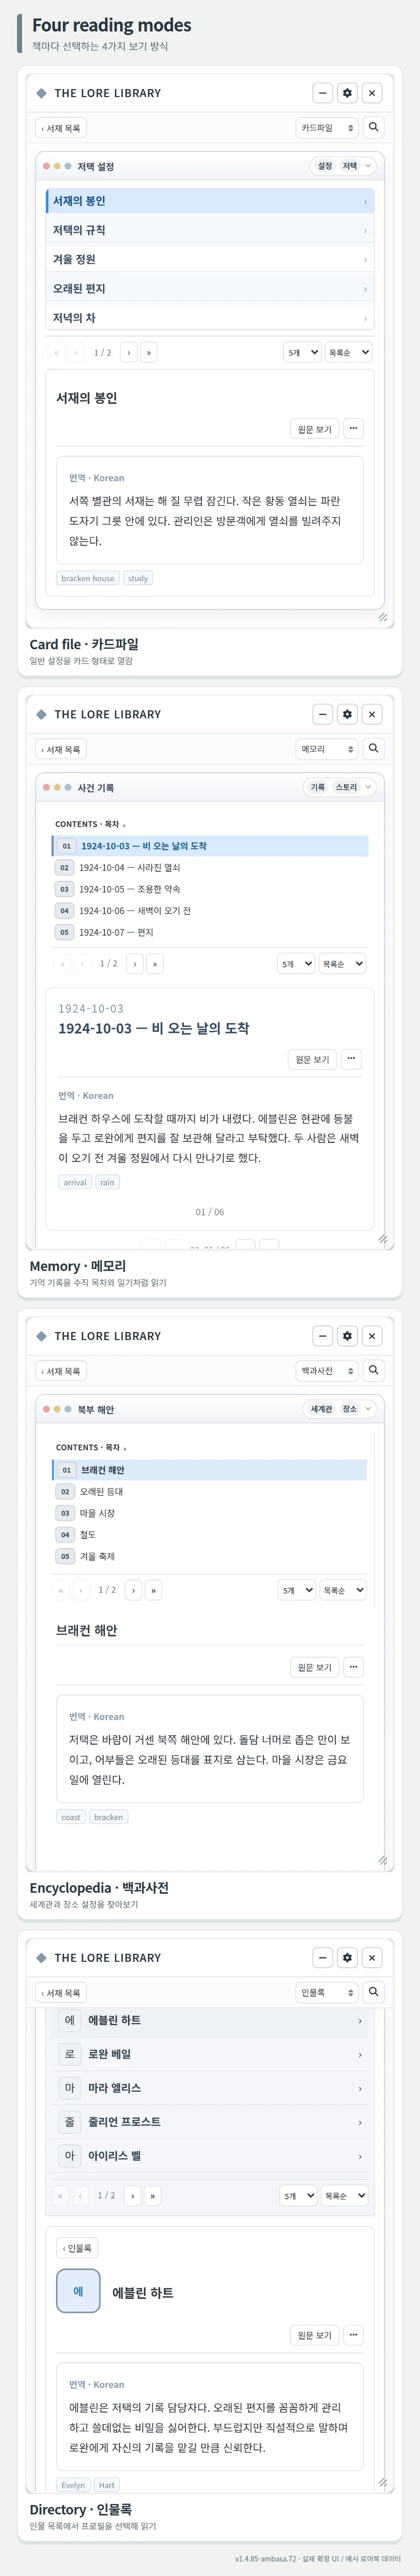 Four reading modes
책마다 선택하는 4가지 보기 방식
THE LORE LIBRARY
‹ 서재 목록
카드파일
저택 설정
설정 저택
서재의 봉인 ›
저택의 규칙 ›
겨울 정원 ›
오래된 편지 ›
저녁의 차 ›
« ‹ 1 / 2 › » 5개 목록순
서재의 봉인
원문 보기 •••
번역 · Korean
서쪽 별관의 서재는 해 질 무렵 잠긴다. 작은 황동 열쇠는 파란
도자기 그릇 안에 있다. 관리인은 방문객에게 열쇠를 빌려주지
않는다.
bracken house study
Card file · 카드파일
일반 설정을 카드 형태로 열람
THE LORE LIBRARY
‹ 서재 목록
메모리
사건 기록
기록 스토리
CONTENTS · 목차
01 1924-10-03 — 비 오는 날의 도착
02 1924-10-04 — 사라진 열쇠
03 1924-10-05 — 조용한 약속
04 1924-10-06 — 새벽이 오기 전
05 1924-10-07 — 편지
« ‹ 1 / 2 › » 5개 목록순
1924-10-03
1924-10-03 — 비 오는 날의 도착
원문 보기 •••
번역 · Korean
브래컨 하우스에 도착할 때까지 비가 내렸다. 에블린은 현관에 등불
을 두고 로완에게 편지를 잘 보관해 달라고 부탁했다. 두 사람은 새벽
이 오기 전 겨울 정원에서 다시 만나기로 했다.
arrival rain
01 / 06
Memory · 메모리
기억 기록을 수직 목차와 일기처럼 읽기
THE LORE LIBRARY
‹ 서재 목록
백과사전
북부 해안
세계관 장소
CONTENTS · 목차
01 브래컨 해안
02 오래된 등대
03 마을 시장
04 철도
05 겨울 축제
« ‹ 1 / 2 › » 5개 목록순
브래컨 해안
원문 보기 •••
번역 · Korean
저택은 바람이 거센 북쪽 해안에 있다. 돌담 너머로 좁은 만이 보
이고, 어부들은 오래된 등대를 표지로 삼는다. 마을 시장은 금요
일에 열린다.
coast bracken
Encyclopedia · 백과사전
세계관과 장소 설정을 찾아보기
THE LORE LIBRARY
‹ 서재 목록
인물록
에 에블린 하트 ›
로 로완 베일 ›
마 마라 엘리스 ›
줄 줄리언 프로스트 ›
아 아이리스 벨 ›
« ‹ 1 / 2 › » 5개 목록순
‹ 인물록
에 에블린 하트
원문 보기 •••
번역 · Korean
에블린은 저택의 기록 담당자다. 오래된 편지를 꼼꼼하게 관리
하고 쓸데없는 비밀을 싫어한다. 부드럽지만 직설적으로 말하며
로완에게 자신의 기록을 맡길 만큼 신뢰한다.
Evelyn Hart
Directory · 인물록
인물 목록에서 프로필을 선택해 읽기
v1.4.85-ambasa.72 · 실제 확장 UI / 예시 로어북 데이터